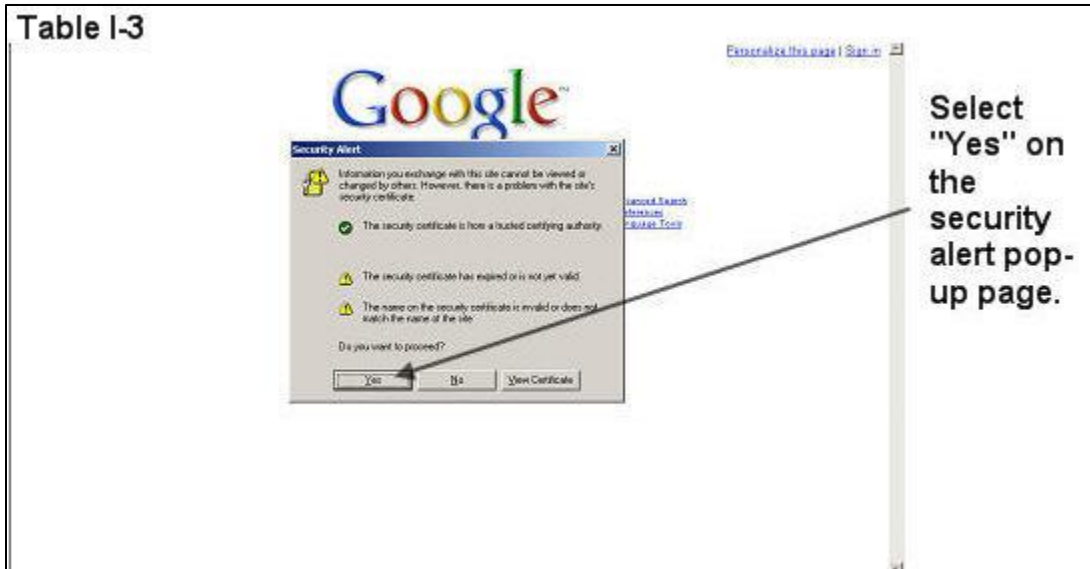 Table I-3
Personalize this page | Sign in
Google™
Security Alert
Information you exchange with this site cannot be viewed or
changed by others. However, there is a problem with the site's
security certificate.
The security certificate is from a trusted certifying authority.
The security certificate has expired or is not yet valid.
The name on the security certificate is invalid or does not
match the name of the site
Do you want to proceed?
Yes
No
View Certificate
Language Tools
Select
"Yes" on
the
security
alert pop-
up page.